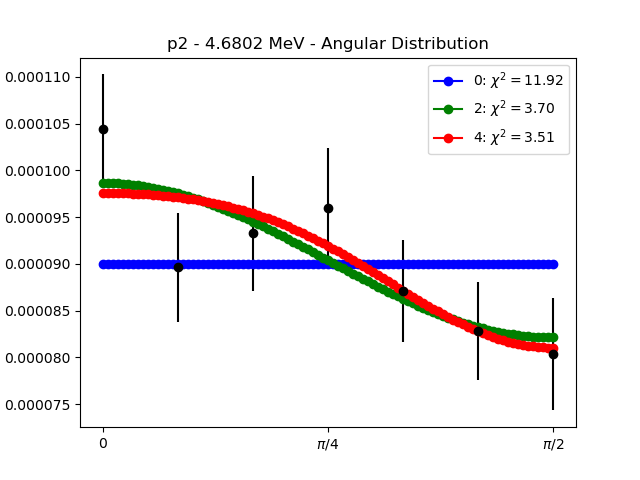 p2 - 4.6802 MeV - Angular Distribution
0.000110
0.000105
0.000100
0.000095
0.000090
0.000085
0.000080
0.000075
0: χ² = 11.92
2: χ² = 3.70
4: χ² = 3.51
0
π/4
π/2